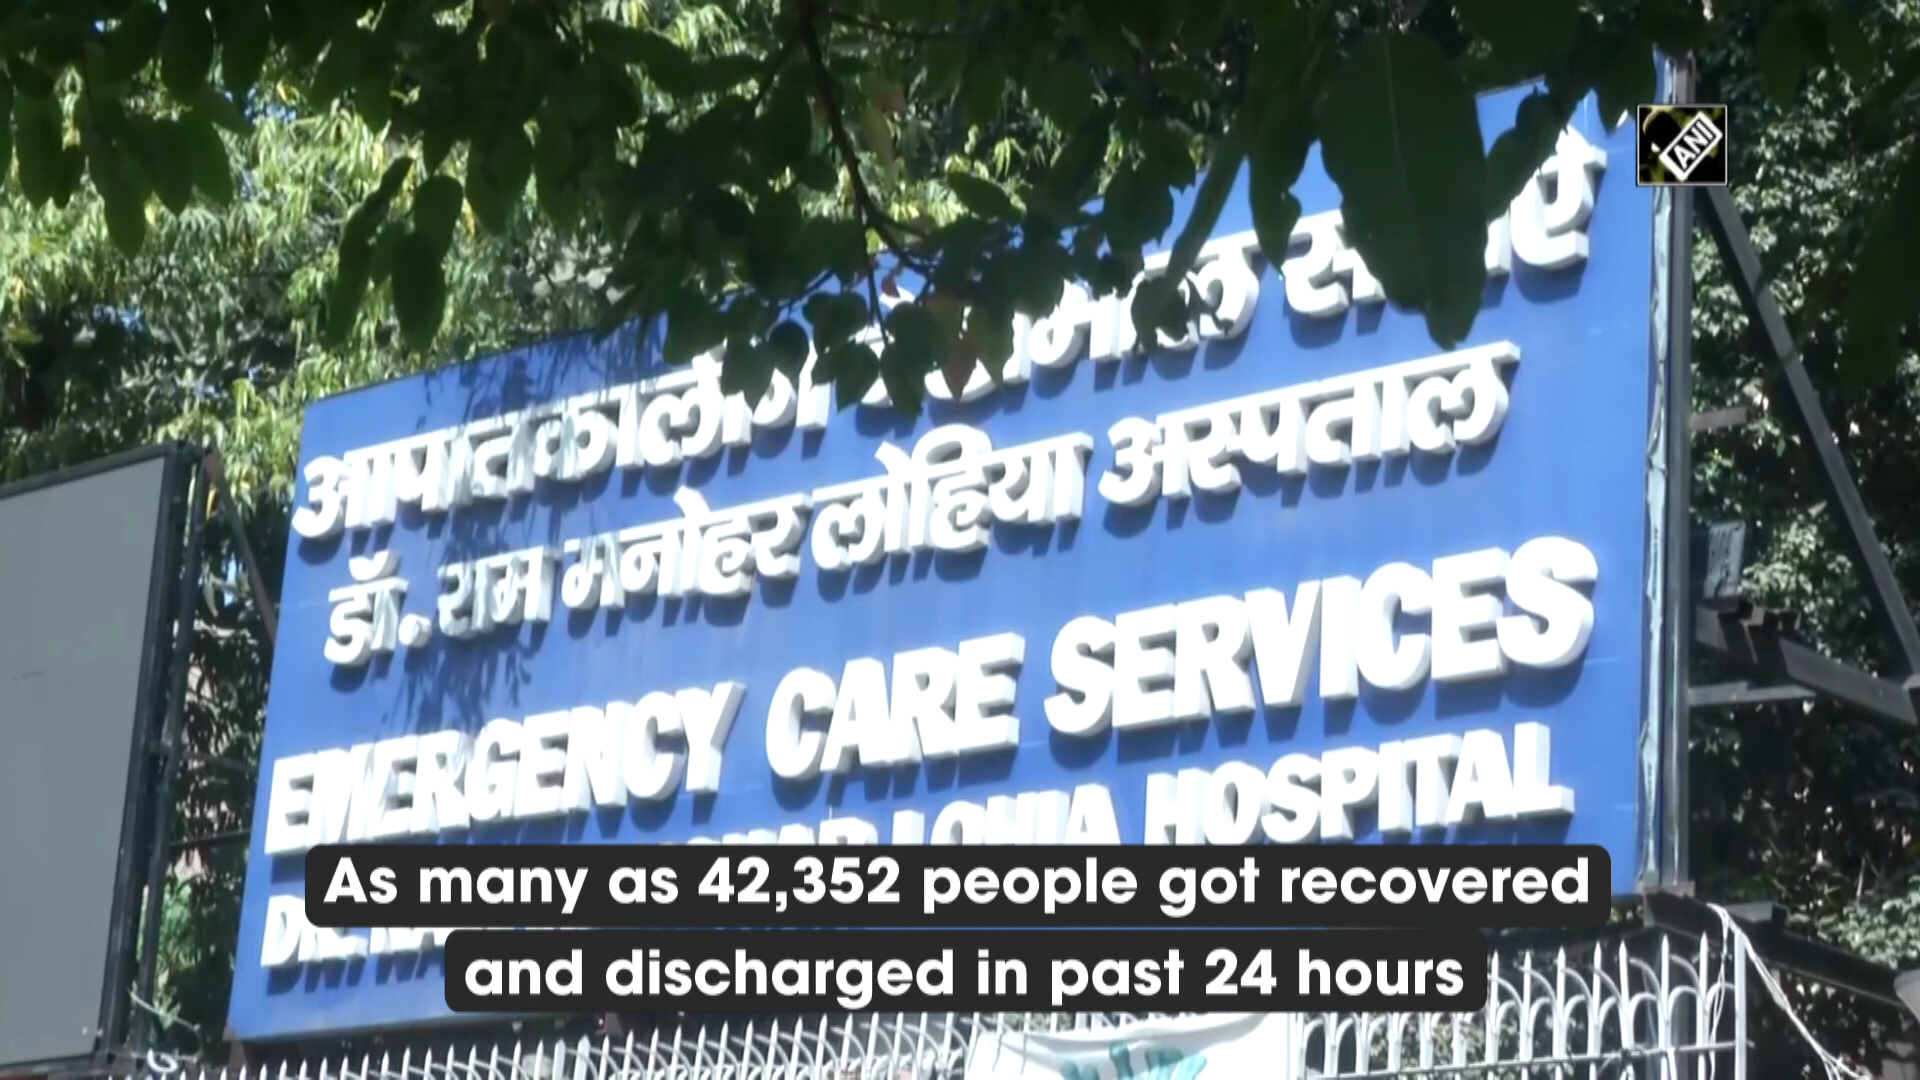 ANI
डॉ. राम मनोहर लोहिया अस्पताल
EMERGENCY CARE SERVICES
LOHIA HOSPITAL
As many as 42,352 people got recovered
and discharged in past 24 hours